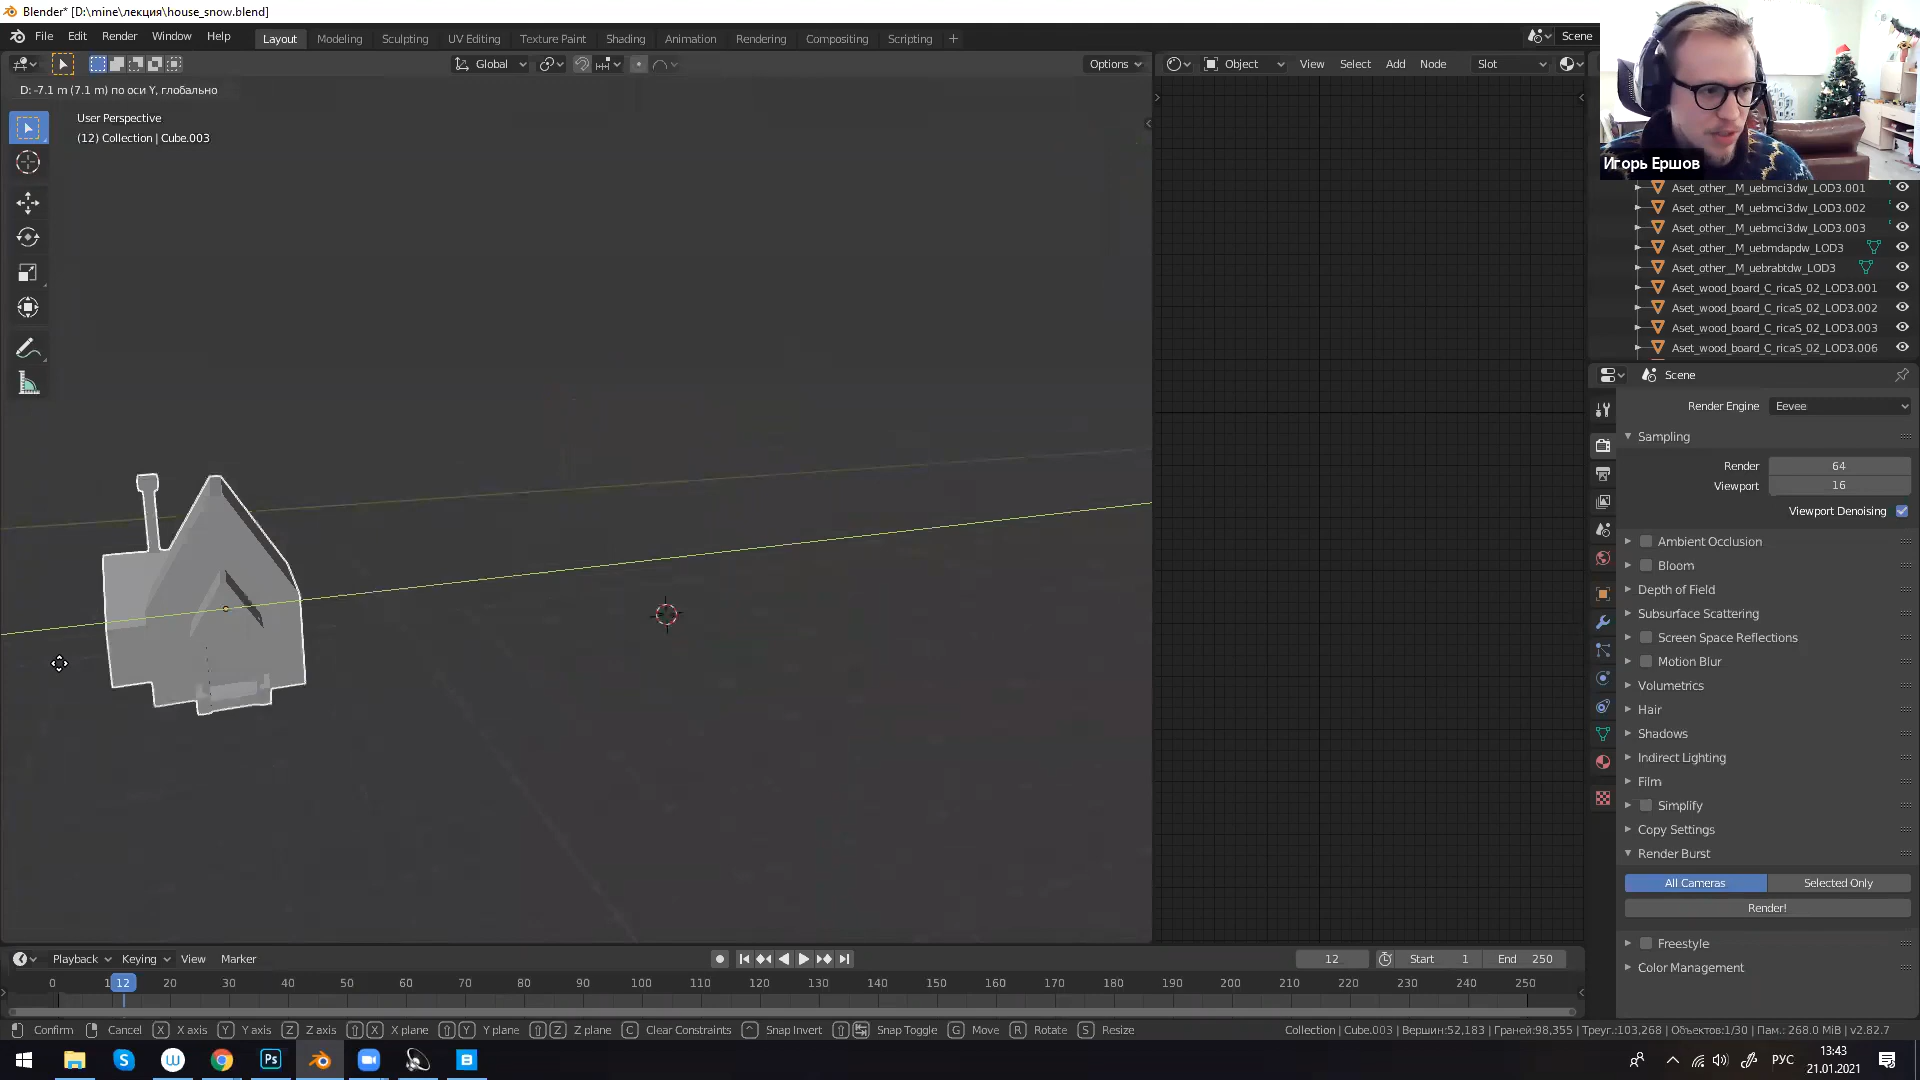 Blender* [D:\mine\лекция\house_snow.blend]
File Edit Render Window Help Layout Modeling Sculpting UV Editing Texture Paint Shading Animation Rendering Compositing Scripting + Scene
Global Options Object View Select Add Node Slot
D: -7.1 m (7.1 m) по оси Y, глобально
User Perspective
(12) Collection | Cube.003
Игорь Ершов
Aset_other__M_uebmci3dw_LOD3.001
Aset_other__M_uebmci3dw_LOD3.002
Aset_other__M_uebmci3dw_LOD3.003
Aset_other__M_uebmdapdw_LOD3
Aset_other__M_uebrabtdw_LOD3
Aset_wood_board_C_ricaS_02_LOD3.001
Aset_wood_board_C_ricaS_02_LOD3.002
Aset_wood_board_C_ricaS_02_LOD3.003
Aset_wood_board_C_ricaS_02_LOD3.006
Scene
Render Engine Eevee
Sampling
Render 64
Viewport 16
Viewport Denoising
Ambient Occlusion
Bloom
Depth of Field
Subsurface Scattering
Screen Space Reflections
Motion Blur
Volumetrics
Hair
Shadows
Indirect Lighting
Film
Simplify
Copy Settings
Render Burst
All Cameras Selected Only
Render!
Freestyle
Color Management
Playback Keying View Marker 12 Start 1 End 250
0 1 12 20 30 40 50 60 70 80 90 100 110 120 130 140 150 160 170 180 190 200 210 220 230 240 250
Confirm Cancel X X axis Y Y axis Z Z axis X X plane Y Y plane Z Z plane C Clear Constraints ^ Snap Invert Snap Toggle G Move R Rotate S Resize Collection | Cube.003 | Вершин:52,183 | Граней:98,355 | Треуг.:103,268 | Объектов:1/30 | Пам.: 268.0 MiB | v2.82.7
S W Ps РУС 13:43
21.01.2021